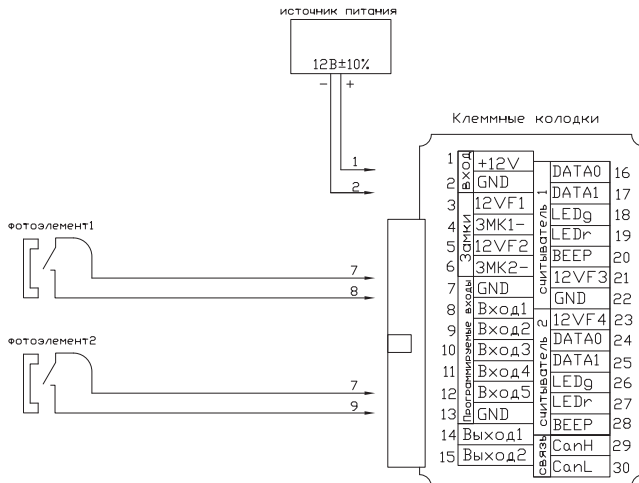 источник питания
12В±10%
- +
1
2
фотоэлемент1
7
8
фотоэлемент2
7
9
Клеммные колодки
вход
1 +12V
2 GND
Замки
3 12VF1
4 ЗМК1-
5 12VF2
6 ЗМК2-
Программируемые входы
7 GND
8 Вход1
9 Вход2
10 Вход3
11 Вход4
12 Вход5
13 GND
14 Выход1
15 Выход2
считыватель 1
DATA0 16
DATA1 17
LEDg 18
LEDr 19
BEEP 20
12VF3 21
GND 22
считыватель 2
12VF4 23
DATA0 24
DATA1 25
LEDg 26
LEDr 27
BEEP 28
связь
CanH 29
CanL 30